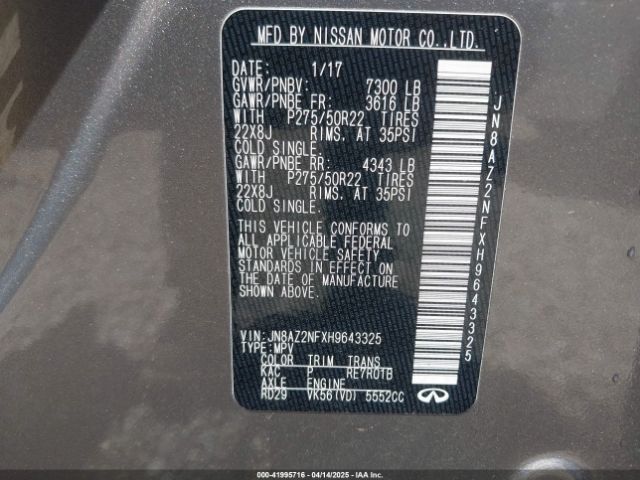 MFD BY NISSAN MOTOR CO.,LTD.
DATE: 1/17
GVWR/PNBV: 7300 LB
GAWR/PNBE FR: 3616 LB
WITH P275/50R22 TIRES
22X8J RIMS, AT 35PSI
COLD SINGLE.
GAWR/PNBE RR: 4343 LB
WITH P275/50R22 TIRES
22X8J RIMS, AT 35PSI
COLD SINGLE.
THIS VEHICLE CONFORMS TO
ALL APPLICABLE FEDERAL
MOTOR VEHICLE SAFETY
STANDARDS IN EFFECT ON
THE DATE OF MANUFACTURE
SHOWN ABOVE.
VIN:JN8AZ2NFXH9643325
TYPE:MPV
COLOR TRIM TRANS
KAC P RE7R01B
AXLE ENGINE
RD29 VK56(VD) 5552CC
JN8AZ2NFXH9643325
INFINITI
000-41995716 - 04/14/2025 - IAAI.COM